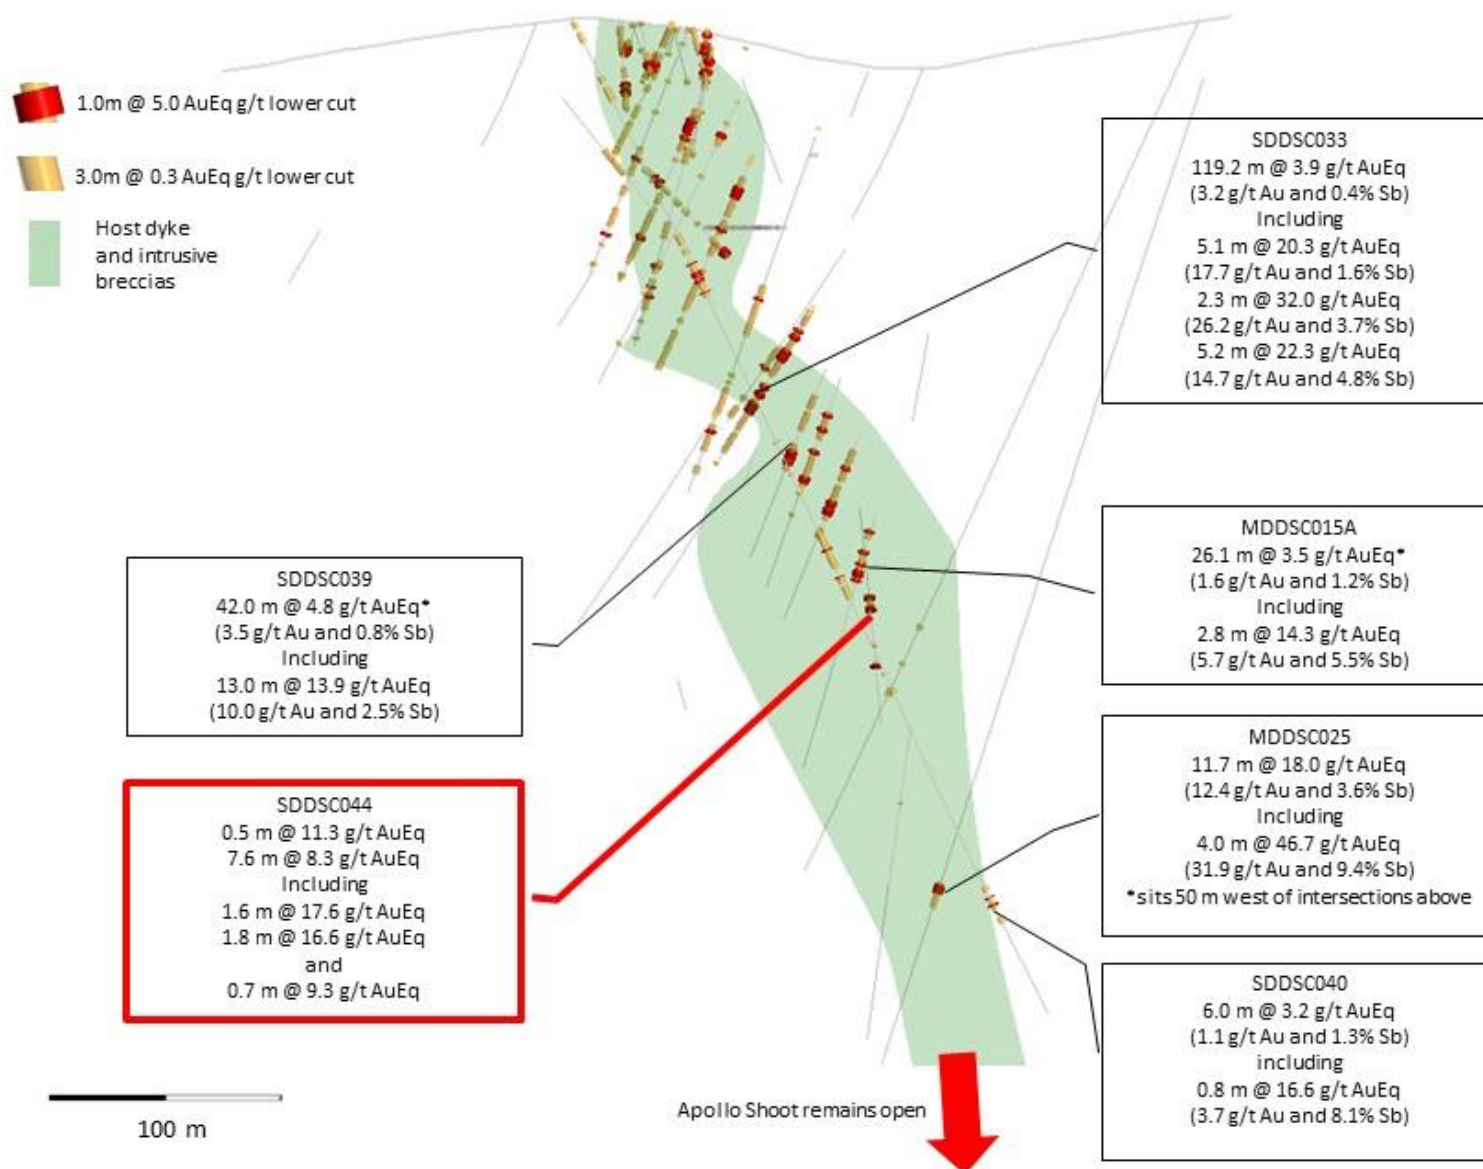 1.0m @ 5.0 AuEq g/t lower cut
3.0m @ 0.3 AuEq g/t lower cut
Host dyke
and intrusive
breccias
SDDSC033
119.2 m @ 3.9 g/t AuEq
(3.2 g/t Au and 0.4% Sb)
Including
5.1 m @ 20.3 g/t AuEq
(17.7 g/t Au and 1.6% Sb)
2.3 m @ 32.0 g/t AuEq
(26.2 g/t Au and 3.7% Sb)
5.2 m @ 22.3 g/t AuEq
(14.7 g/t Au and 4.8% Sb)
SDDSC039
42.0 m @ 4.8 g/t AuEq*
(3.5 g/t Au and 0.8% Sb)
Including
13.0 m @ 13.9 g/t AuEq
(10.0 g/t Au and 2.5% Sb)
MDDSC015A
26.1 m @ 3.5 g/t AuEq*
(1.6 g/t Au and 1.2% Sb)
Including
2.8 m @ 14.3 g/t AuEq
(5.7 g/t Au and 5.5% Sb)
SDDSC044
0.5 m @ 11.3 g/t AuEq
7.6 m @ 8.3 g/t AuEq
Including
1.6 m @ 17.6 g/t AuEq
1.8 m @ 16.6 g/t AuEq
and
0.7 m @ 9.3 g/t AuEq
MDDSC025
11.7 m @ 18.0 g/t AuEq
(12.4 g/t Au and 3.6% Sb)
Including
4.0 m @ 46.7 g/t AuEq
(31.9 g/t Au and 9.4% Sb)
*sits 50 m west of intersections above
SDDSC040
6.0 m @ 3.2 g/t AuEq
(1.1 g/t Au and 1.3% Sb)
including
0.8 m @ 16.6 g/t AuEq
(3.7 g/t Au and 8.1% Sb)
100 m
Apollo Shoot remains open